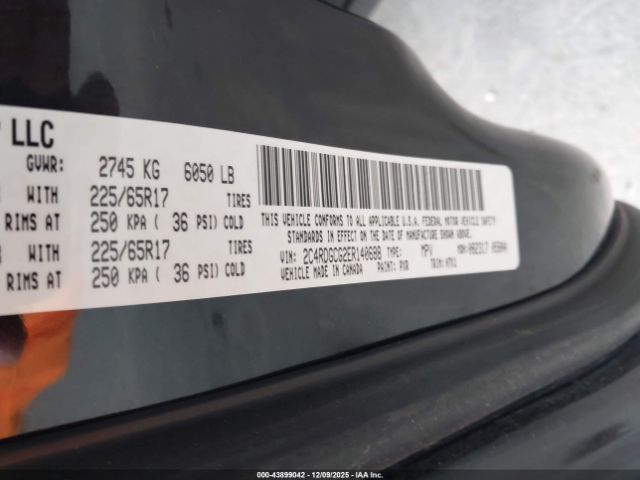 LLC
GVWR: 2745 KG 6050 LB
WITH 225/65R17 TIRES
RIMS AT 250 KPA ( 36 PSI) COLD
WITH 225/65R17 TIRES
RIMS AT 250 KPA ( 36 PSI) COLD
THIS VEHICLE CONFORMS TO ALL APPLICABLE U.S.A. FEDERAL MOTOR VEHICLE SAFETY
STANDARDS IN EFFECT ON THE DATE OF MANUFACTURE SHOWN ABOVE.
VIN: 2C4RDGCG2ER140688 TYPE: MPV
VEHICLE MADE IN CANADA PAINT: PXR TRIM:
42-43899042 - 12/09/2025 - IAA Inc.